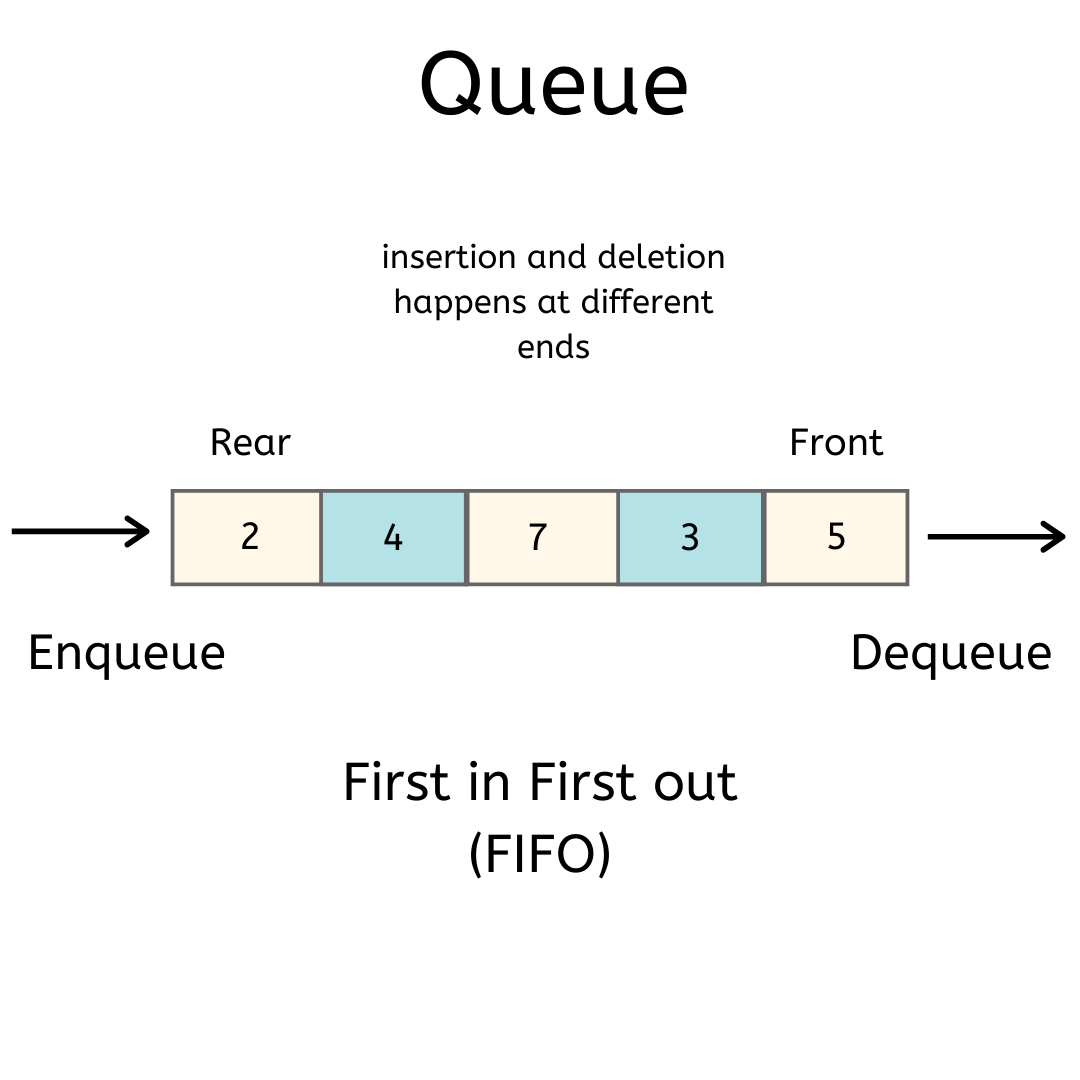 Queue
insertion and deletion
happens at different
ends
Rear Front
2 4 7 3 5
Enqueue Dequeue
First in First out
(FIFO)